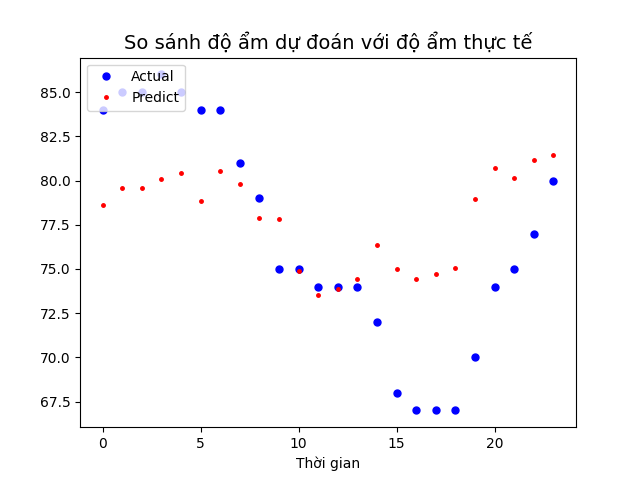 So sánh độ ẩm dự đoán với độ ẩm thực tế
Actual
Predict
85.0
82.5
80.0
77.5
75.0
72.5
70.0
67.5
0 5 10 15 20
Thời gian